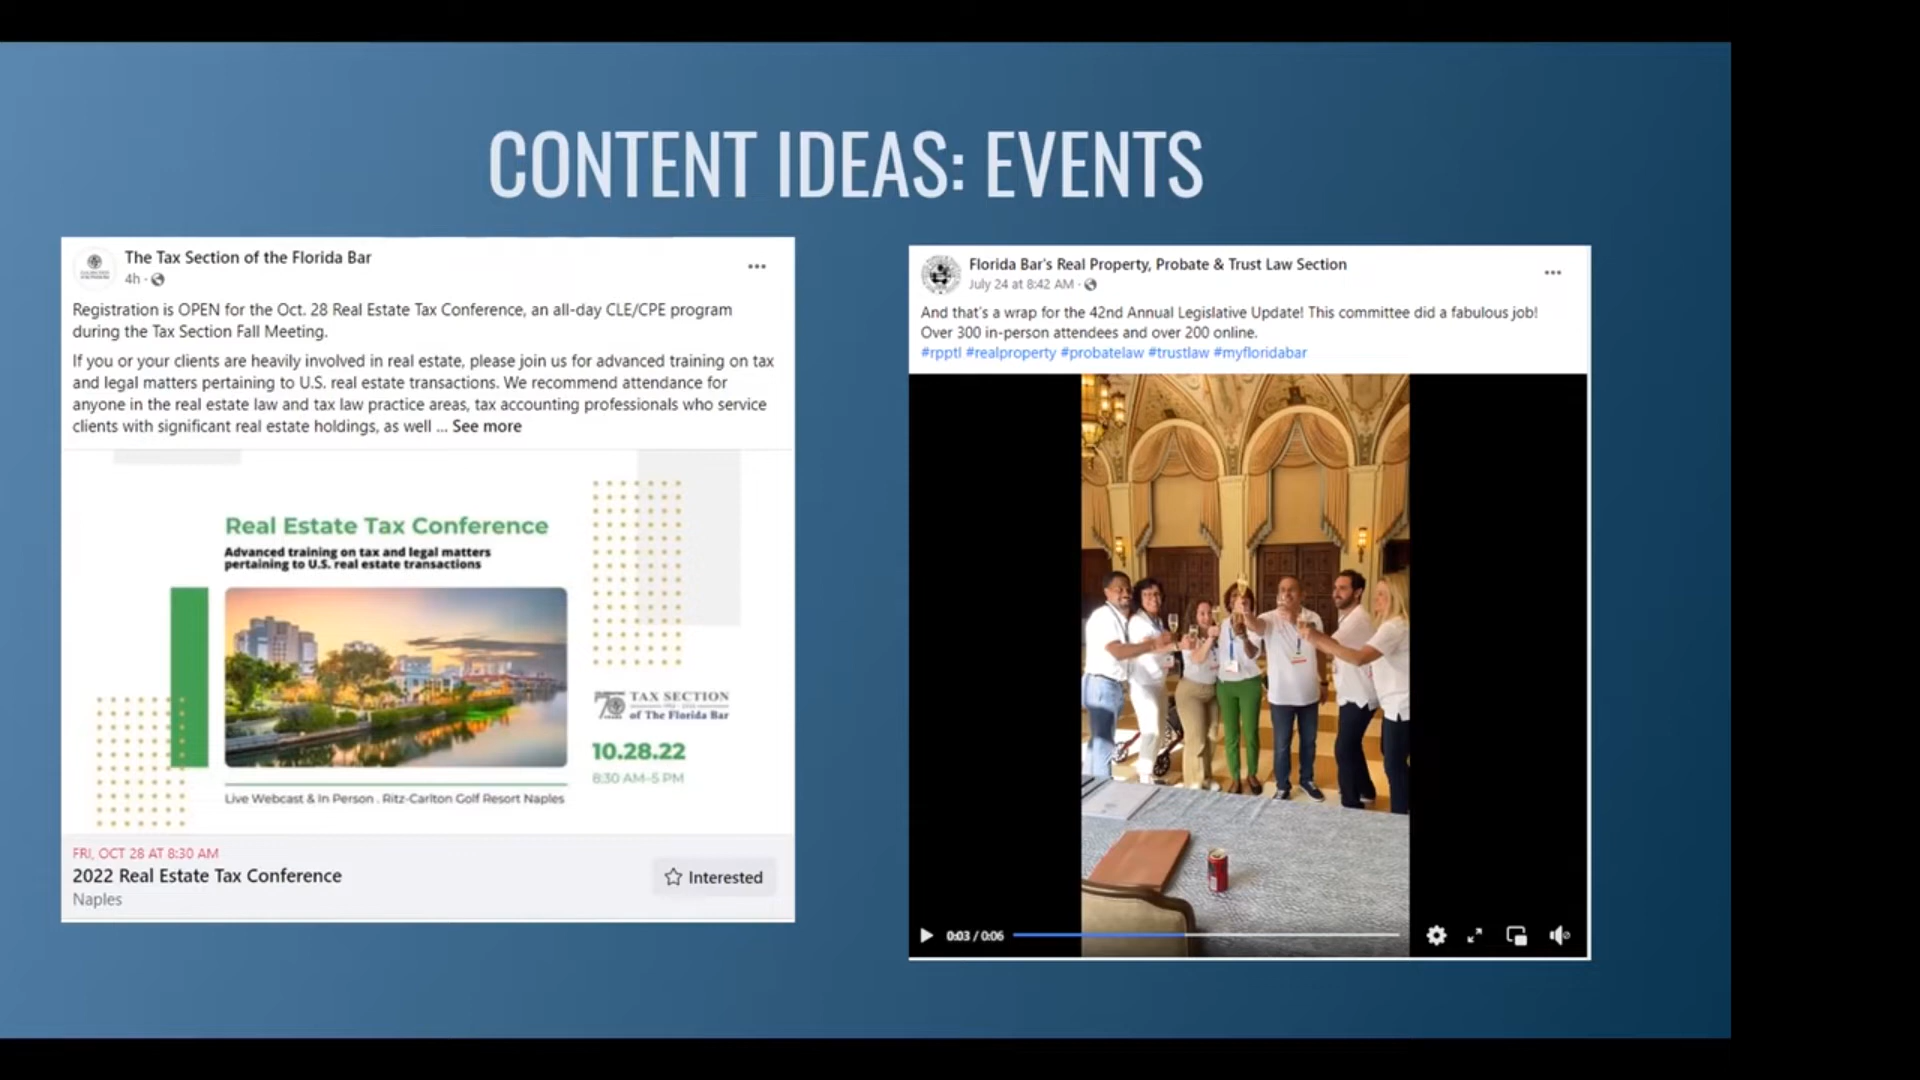 CONTENT IDEAS: EVENTS
The Tax Section of the Florida Bar
4h ·
Registration is OPEN for the Oct. 28 Real Estate Tax Conference, an all-day CLE/CPE program
during the Tax Section Fall Meeting.
If you or your clients are heavily involved in real estate, please join us for advanced training on tax
and legal matters pertaining to U.S. real estate transactions. We recommend attendance for
anyone in the real estate law and tax law practice areas, tax accounting professionals who service
clients with significant real estate holdings, as well ... See more
Real Estate Tax Conference
Advanced training on tax and legal matters
pertaining to U.S. real estate transactions
TAX SECTION
of The Florida Bar
10.28.22
8:30 AM–5 PM
Live Webcast & In Person . Ritz-Carlton Golf Resort Naples
FRI, OCT 28 AT 8:30 AM
2022 Real Estate Tax Conference
Naples
Interested
Florida Bar's Real Property, Probate & Trust Law Section
July 24 at 8:42 AM ·
And that's a wrap for the 42nd Annual Legislative Update! This committee did a fabulous job!
Over 300 in-person attendees and over 200 online.
#rpptl #realproperty #probatelaw #trustlaw #myfloridabar
0:03 / 0:06